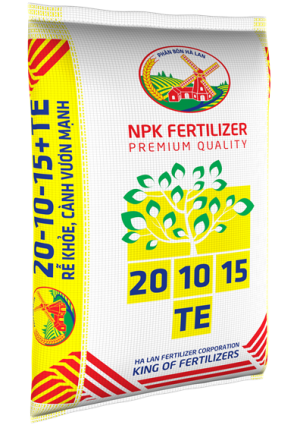 PHÂN BÓN HÀ LAN
NPK FERTILIZER
PREMIUM QUALITY
20 10 15
TE
HA LAN FERTILIZER CORPORATION
KING OF FERTILIZERS
20-10-15+TE
RỄ KHỎE, CÀNH VƯƠN MẠNH